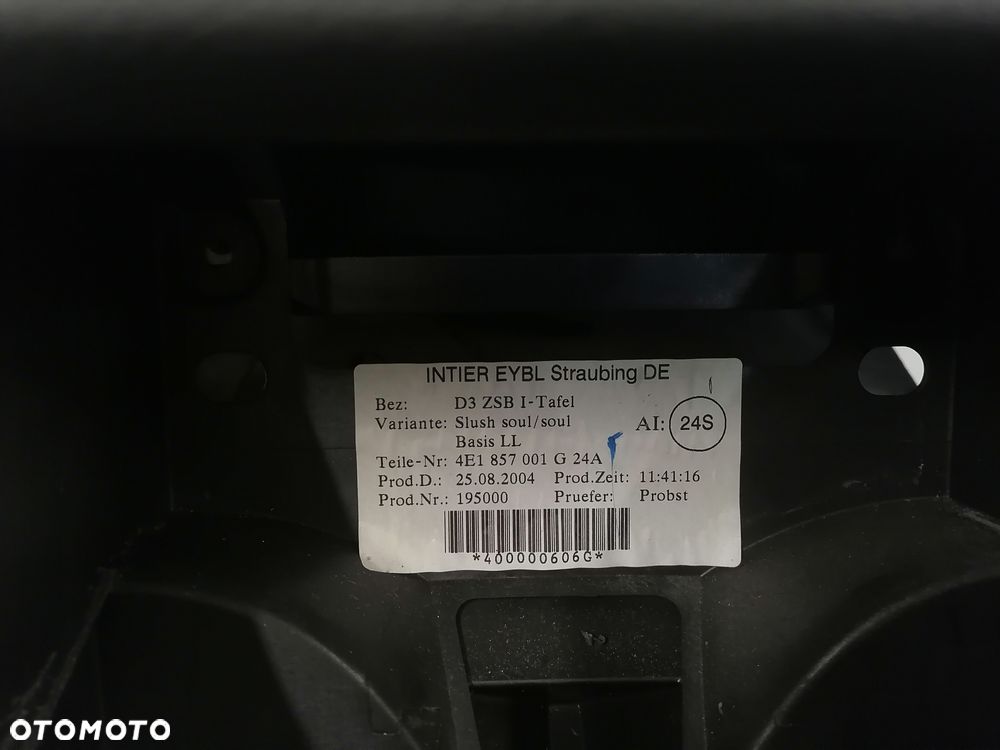 INTIER EYBL Straubing DE
Bez: D3 ZSB I-Tafel
Variante: Slush soul/soul AI: 24S
Basis LL
Teile-Nr: 4E1 857 001 G 24A
Prod.D.: 25.08.2004 Prod.Zeit: 11:41:16
Prod.Nr.: 195000 Pruefer: Probst
*400000606G*
OTOMOTO